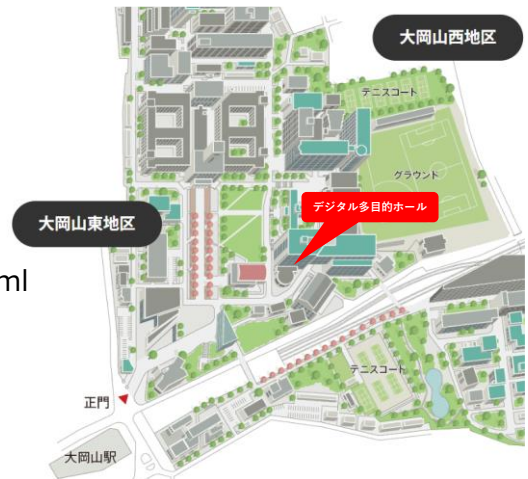 大岡山西地区
テニスコート
グラウンド
デジタル多目的ホール
大岡山東地区
ml
テニスコート
正門
大岡山駅